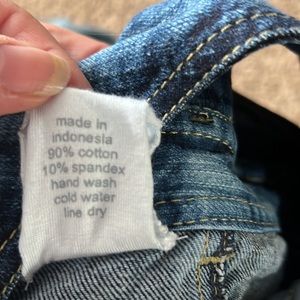 made in
indonesia
90% cotton
10% spandex
hand wash
cold water
line dry